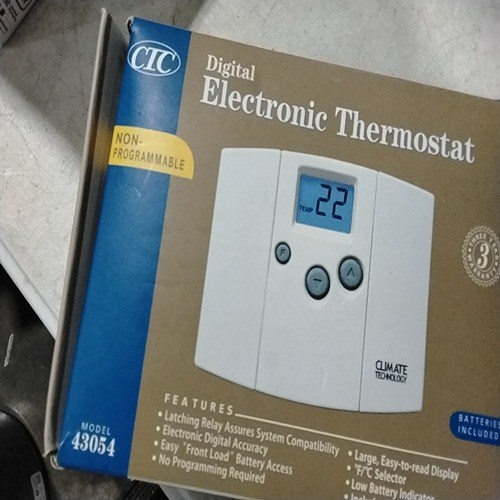 CTC
Digital
Electronic Thermostat
NON-
PROGRAMMABLE
TEMP 22
F
THREE
3
CLIMATE
TECHNOLOGY
FEATURES
• Latching Relay Assures System Compatibility
• Electronic Digital Accuracy
• Easy "Front Load" Battery Access
• No Programming Required
• Large, Easy-to-read Display
• °F/°C Selector
• Low Battery Indicator
BATTERIES
INCLUDED
MODEL
43054